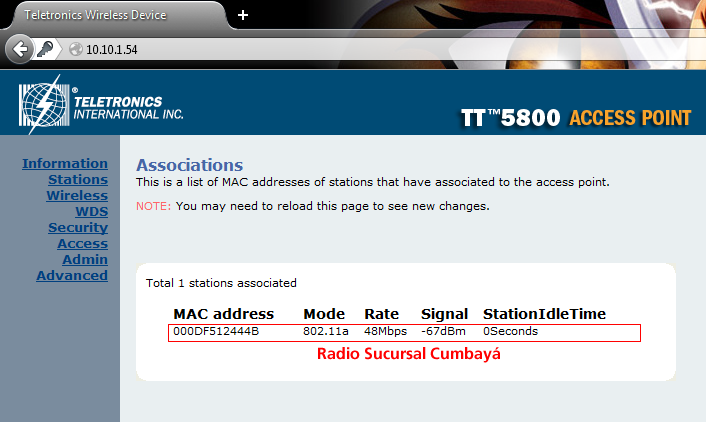 Teletronics Wireless Device
+
10.10.1.54
TELETRONICS®
INTERNATIONAL INC.
TT™5800 ACCESS POINT
Information
Stations
Wireless
WDS
Security
Access
Admin
Advanced
Associations
This is a list of MAC addresses of stations that have associated to the access point.
NOTE: You may need to reload this page to see new changes.
Total 1 stations associated
MAC address Mode Rate Signal StationIdleTime
000DF512444B 802.11a 48Mbps -67dBm 0Seconds
Radio Sucursal Cumbayá